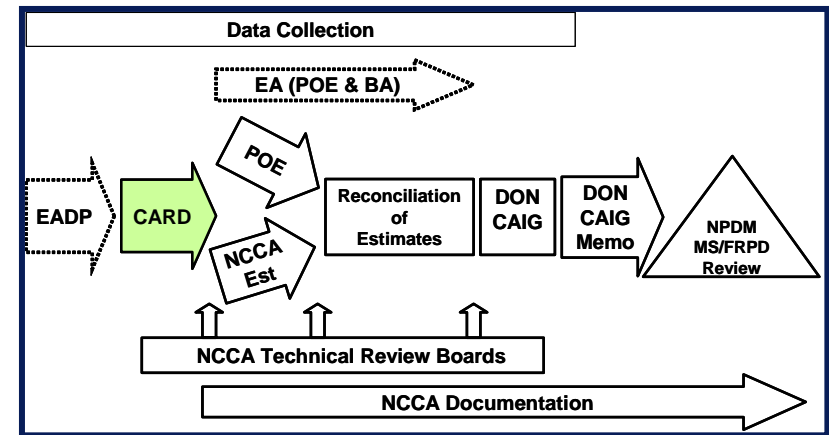 Data Collection
EA (POE & BA)
EADP
CARD
POE
NCCA
Est
Reconciliation
of
Estimates
DON
CAIG
DON
CAIG
Memo
NPDM
MS/FRPD
Review
NCCA Technical Review Boards
NCCA Documentation